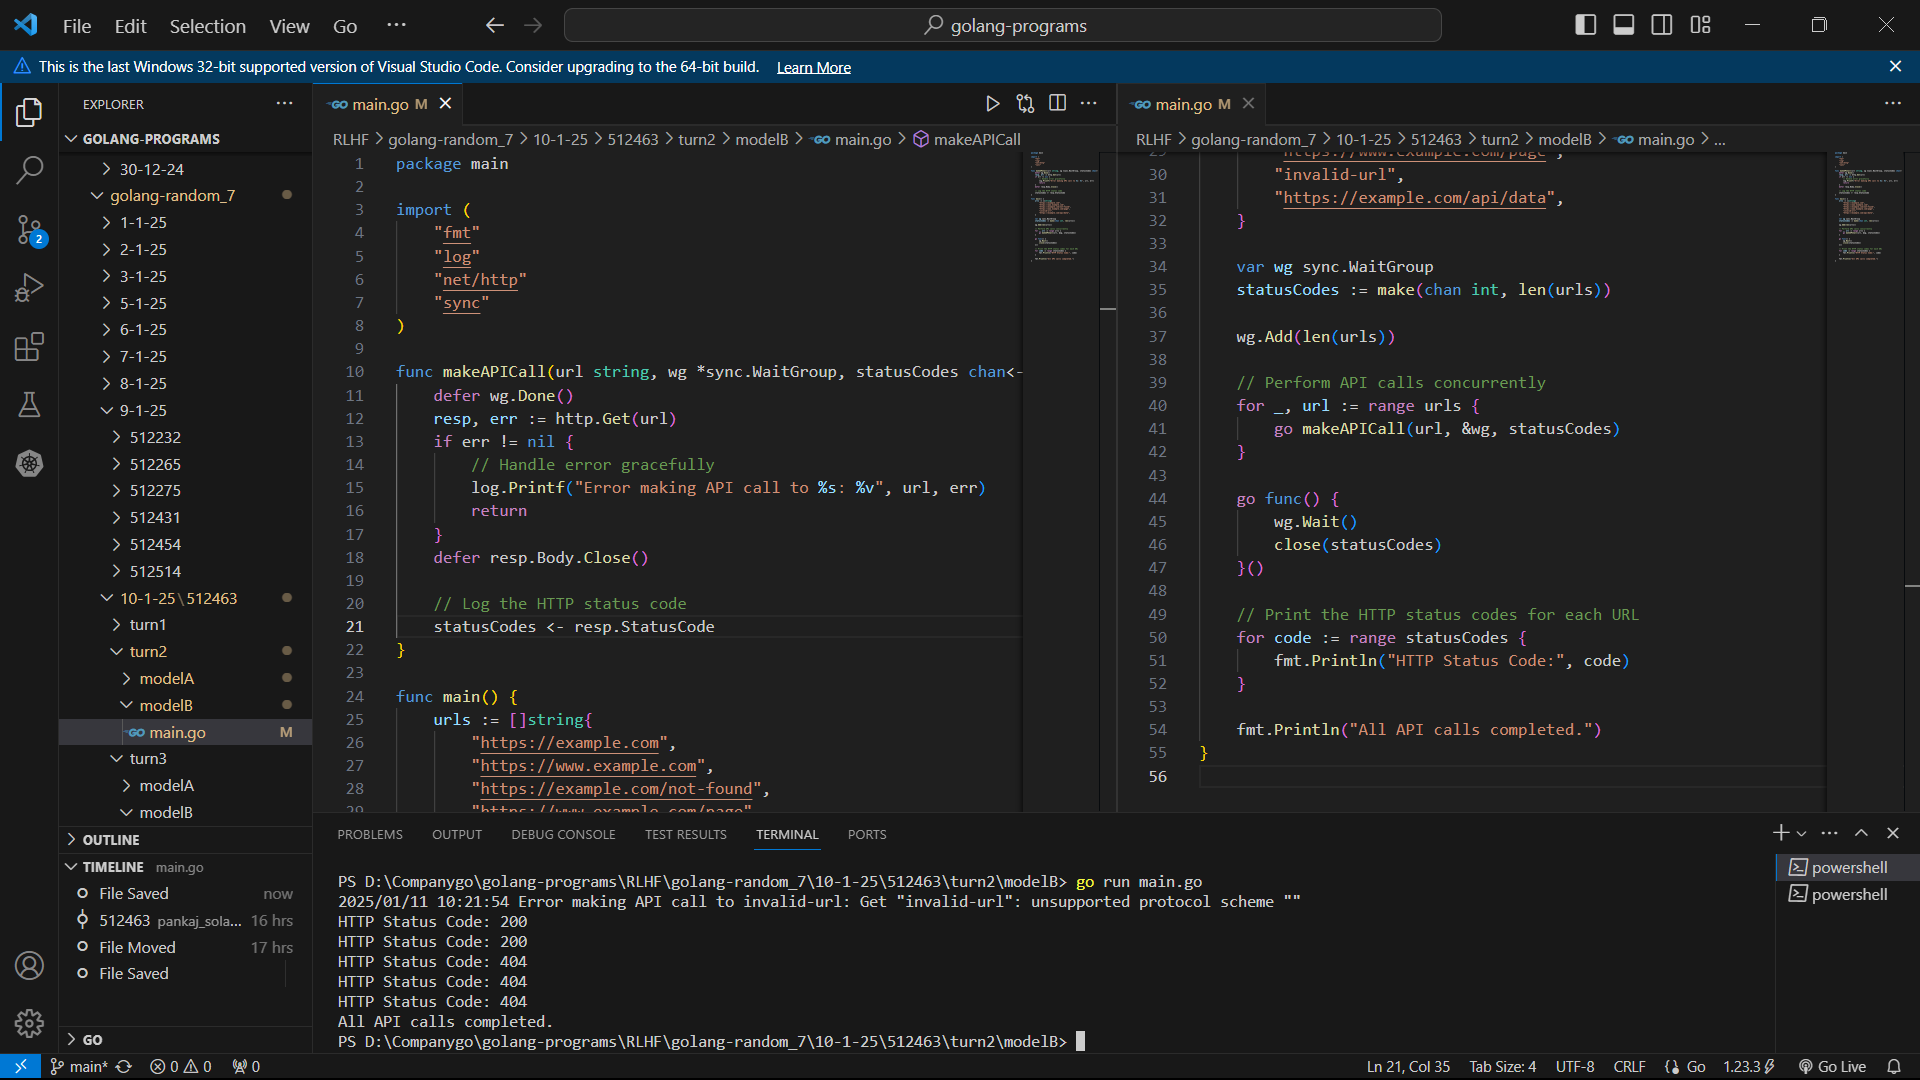 File Edit Selection View Go ··· golang-programs
This is the last Windows 32-bit supported version of Visual Studio Code. Consider upgrading to the 64-bit build. Learn More
EXPLORER ···
GOLANG-PROGRAMS
30-12-24
golang-random_7
1-1-25
2-1-25
3-1-25
5-1-25
6-1-25
7-1-25
8-1-25
9-1-25
512232
512265
512275
512431
512454
512514
10-1-25\512463
turn1
turn2
modelA
modelB
main.go M
turn3
modelA
modelB
OUTLINE
TIMELINE main.go
File Saved now
512463 pankaj_sola... 16 hrs
File Moved 17 hrs
File Saved
GO
2
main.go M
RLHF > golang-random_7 > 10-1-25 > 512463 > turn2 > modelB > main.go > makeAPICall
1 package main
2
3 import (
4 "fmt"
5 "log"
6 "net/http"
7 "sync"
8 )
9
10 func makeAPICall(url string, wg *sync.WaitGroup, statusCodes chan<-
11 defer wg.Done()
12 resp, err := http.Get(url)
13 if err != nil {
14 // Handle error gracefully
15 log.Printf("Error making API call to %s: %v", url, err)
16 return
17 }
18 defer resp.Body.Close()
19
20 // Log the HTTP status code
21 statusCodes <- resp.StatusCode
22 }
23
24 func main() {
25 urls := []string{
26 "https://example.com",
27 "https://www.example.com",
28 "https://example.com/not-found",
29 "https://www.example.com/page"
main.go M
RLHF > golang-random_7 > 10-1-25 > 512463 > turn2 > modelB > main.go > ...
29 "https://www.example.com/page",
30 "invalid-url",
31 "https://example.com/api/data",
32 }
33
34 var wg sync.WaitGroup
35 statusCodes := make(chan int, len(urls))
36
37 wg.Add(len(urls))
38
39 // Perform API calls concurrently
40 for _, url := range urls {
41 go makeAPICall(url, &wg, statusCodes)
42 }
43
44 go func() {
45 wg.Wait()
46 close(statusCodes)
47 }()
48
49 // Print the HTTP status codes for each URL
50 for code := range statusCodes {
51 fmt.Println("HTTP Status Code:", code)
52 }
53
54 fmt.Println("All API calls completed.")
55 }
56
PROBLEMS OUTPUT DEBUG CONSOLE TEST RESULTS TERMINAL PORTS
PS D:\Companygo\golang-programs\RLHF\golang-random_7\10-1-25\512463\turn2\modelB> go run main.go
2025/01/11 10:21:54 Error making API call to invalid-url: Get "invalid-url": unsupported protocol scheme ""
HTTP Status Code: 200
HTTP Status Code: 200
HTTP Status Code: 404
HTTP Status Code: 404
HTTP Status Code: 404
All API calls completed.
PS D:\Companygo\golang-programs\RLHF\golang-random_7\10-1-25\512463\turn2\modelB>
powershell
powershell
main* 0 0 0 Ln 21, Col 35 Tab Size: 4 UTF-8 CRLF Go 1.23.3 Go Live